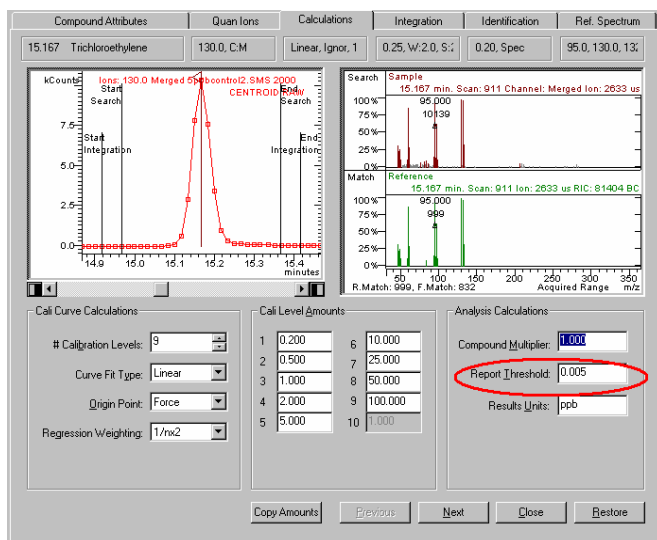 Compound Attributes Quan Ions Calculations Integration Identification Ref. Spectrum
15.167 Trichloroethylene 130.0, C:M Linear, Ignor, 1 0.25, W:2.0, S:2 0.20, Spec 95.0, 130.0, 132
kCounts Ions: 130.0 Merged 5ppbcontrol2.SMS 2000
CENTROID RAW
Start Search
End Search
Start Integration
End Integration
7.5
5.0
2.5
0.0
14.9 15.0 15.1 15.2 15.3 15.4
minutes
Search Sample
15.167 min. Scan: 911 Channel: Merged Ion: 2633 us
100% 95.000
10139
75%
50%
25%
0%
Match Reference
15.167 min. Scan: 911 Ion: 2633 us RIC: 81404 BC
100% 95.000
999
75%
50%
25%
0%
50 100 150 200 250 300 350
R.Match: 999, F.Match: 832 Acquired Range m/z
Cali Curve Calculations
# Calibration Levels: 9
Curve Fit Type: Linear
Origin Point: Force
Regression Weighting: 1/nx2
Cali Level Amounts
1 0.200 6 10.000
2 0.500 7 25.000
3 1.000 8 50.000
4 2.000 9 100.000
5 5.000 10 1.000
Analysis Calculations
Compound Multiplier: 1.000
Report Threshold: 0.005
Results Units: ppb
Copy Amounts Previous Next Close Restore